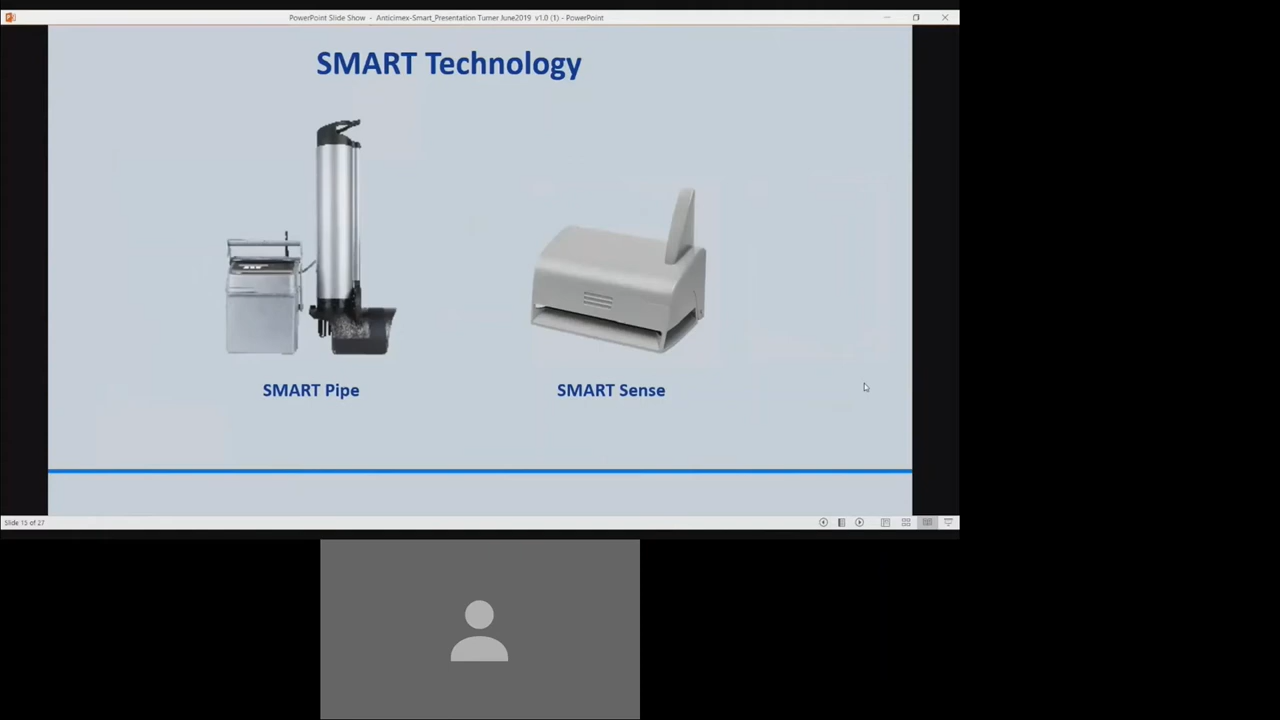 PowerPoint Slide Show - Anticimex-Smart_Presentation Turner June2019 v1.0 (1) - PowerPoint
SMART Technology
SMART Pipe
SMART Sense
Slide 15 of 27